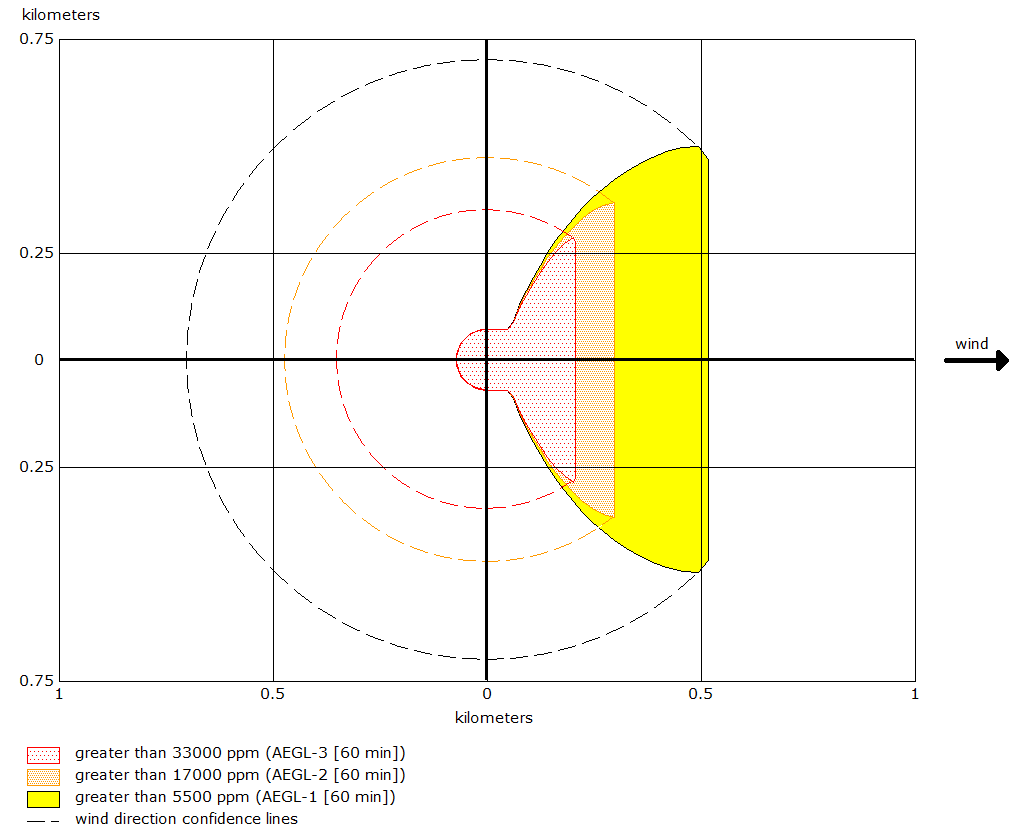 kilometers
0.75
0.25
0
wind
0.25
0.75
1 0.5 0 0.5 1
kilometers
greater than 33000 ppm (AEGL-3 [60 min])
greater than 17000 ppm (AEGL-2 [60 min])
greater than 5500 ppm (AEGL-1 [60 min])
wind direction confidence lines